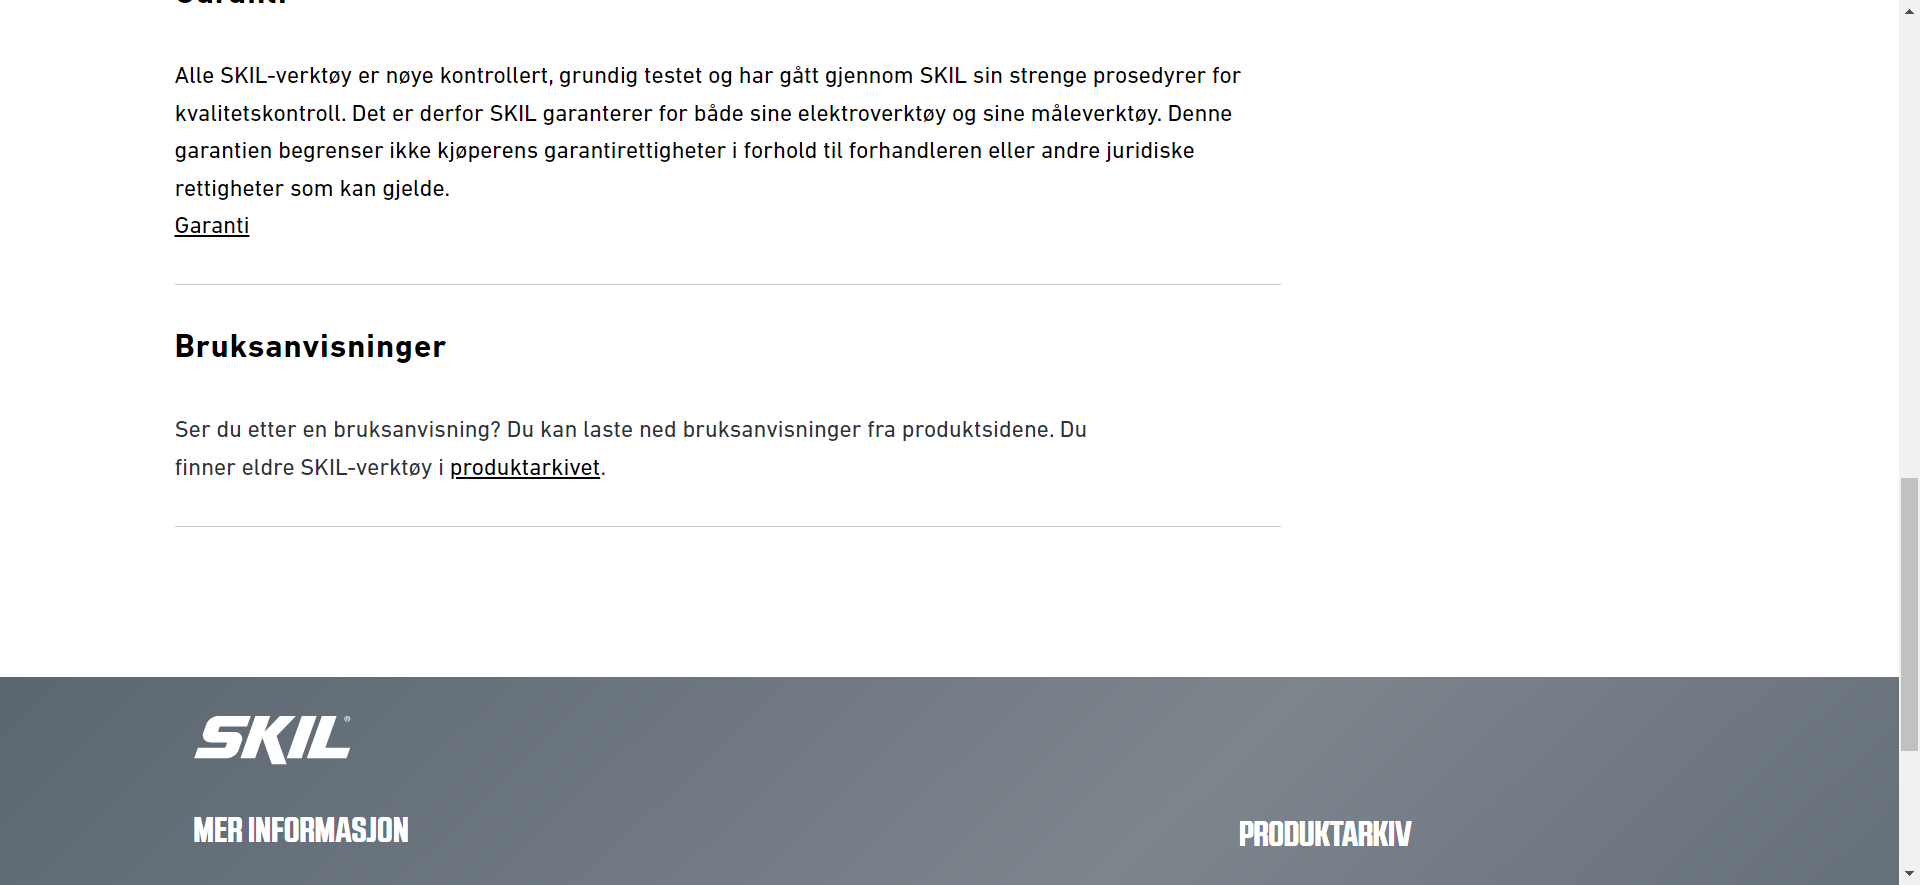 Garanti
Alle SKIL-verktøy er nøye kontrollert, grundig testet og har gått gjennom SKIL sin strenge prosedyrer for
kvalitetskontroll. Det er derfor SKIL garanterer for både sine elektroverktøy og sine måleverktøy. Denne
garantien begrenser ikke kjøperens garantirettigheter i forhold til forhandleren eller andre juridiske
rettigheter som kan gjelde.
Garanti
Bruksanvisninger
Ser du etter en bruksanvisning? Du kan laste ned bruksanvisninger fra produktsidene. Du
finner eldre SKIL-verktøy i produktarkivet.
SKIL®
MER INFORMASJON
PRODUKTARKIV